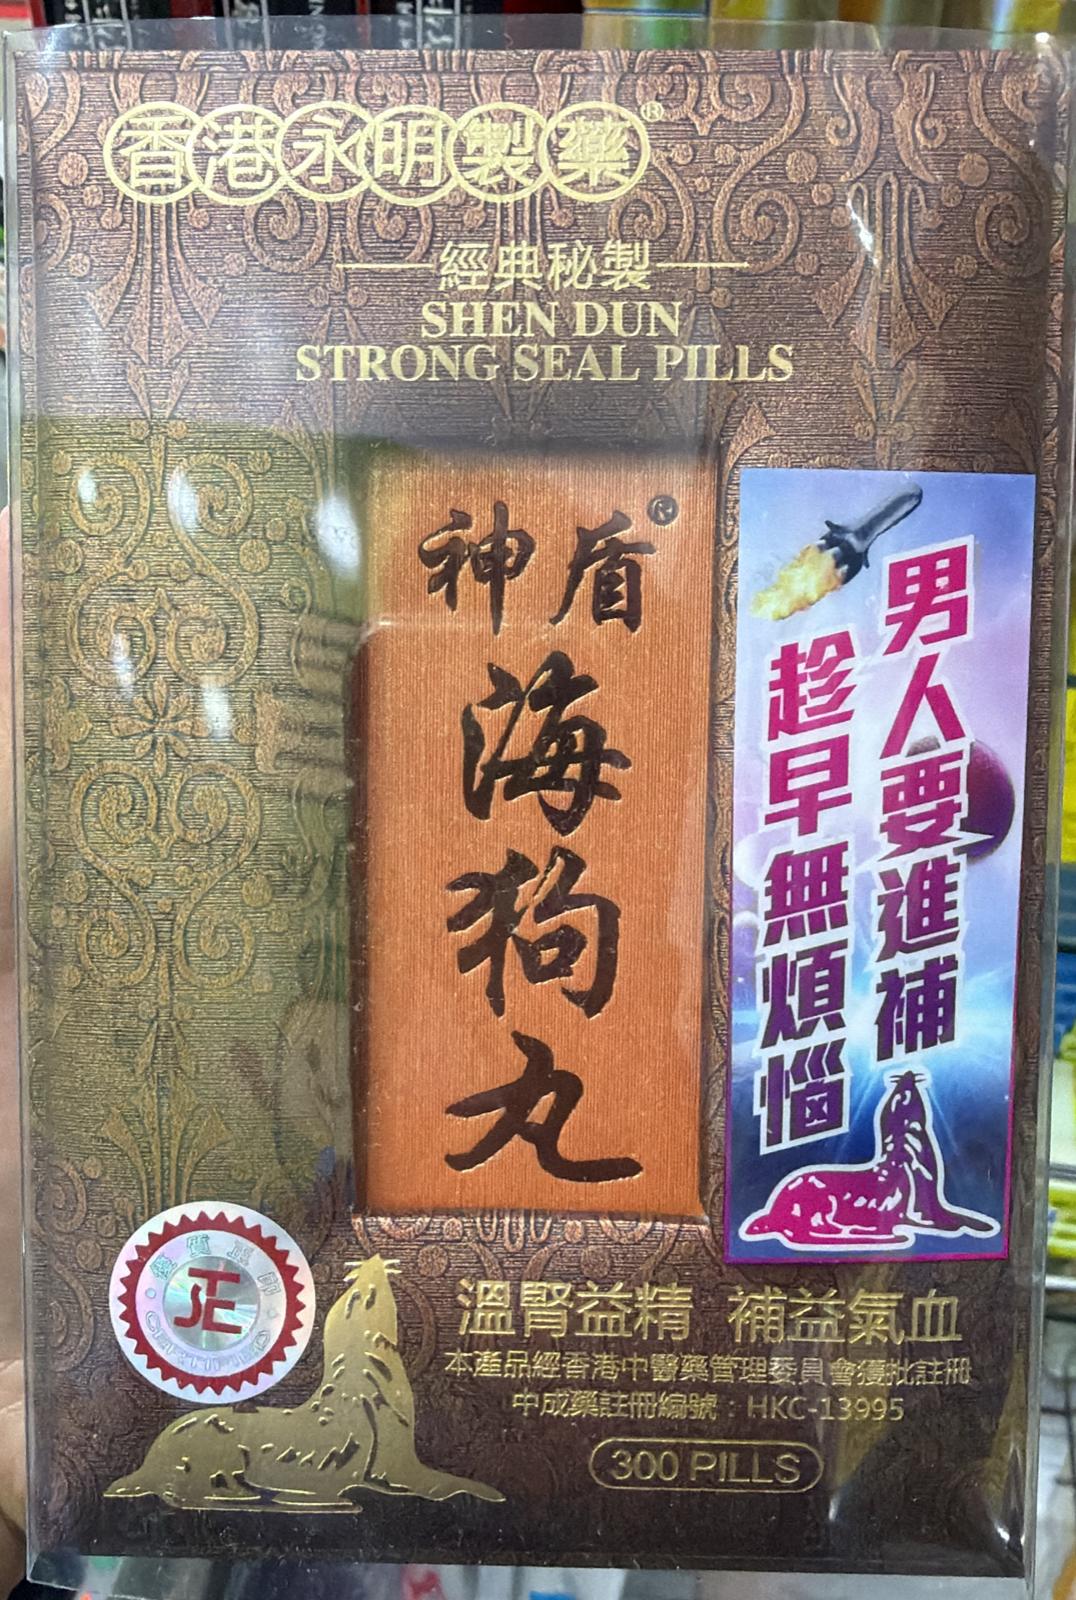 香港永明製藥®
經典秘製
SHEN DUN
STRONG SEAL PILLS
神盾®
海狗丸
男人要進補
趁早無煩惱
正
CERTIFIED
溫腎益精 補益氣血
本產品經香港中醫藥管理委員會獲批註冊
中成藥註冊編號：HKC-13995
300 PILLS